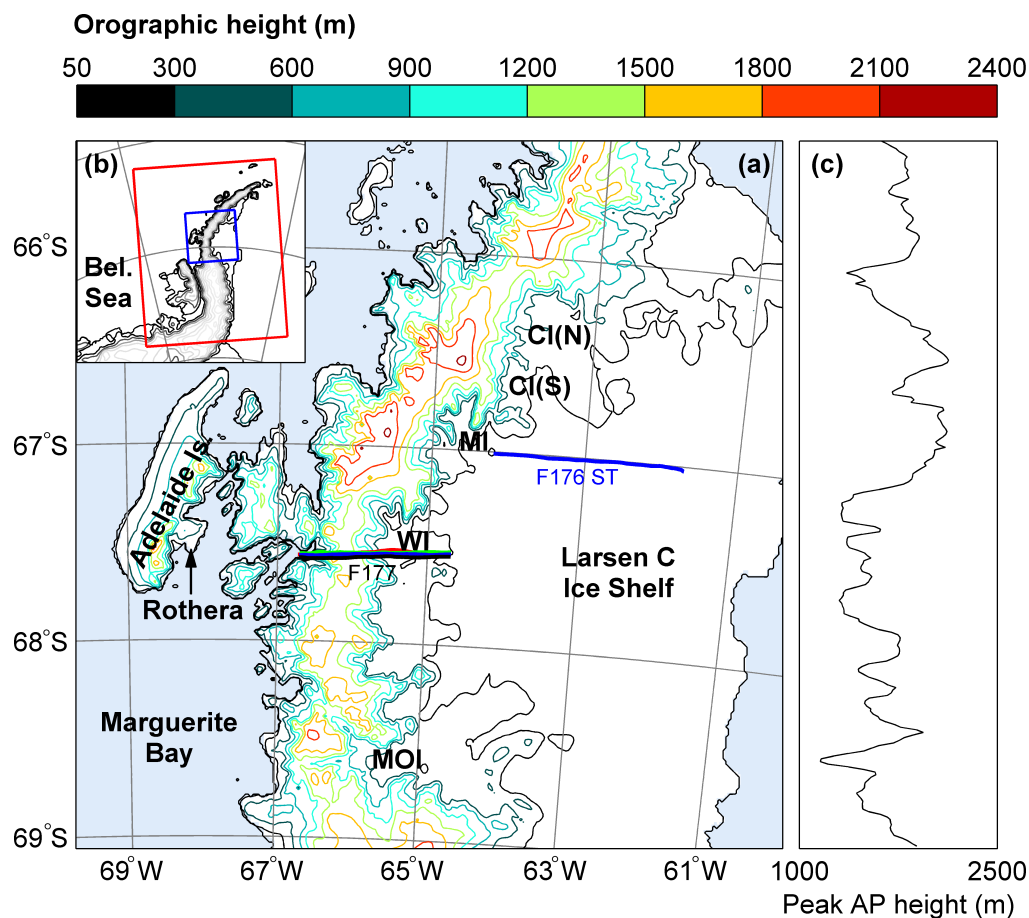 Orographic height (m)
50 300 600 900 1200 1500 1800 2100 2400
(b) (a) (c)
66°S
Bel.
Sea
CI(N)
CI(S)
67°S
MI
F176 ST
Adelaide Is.
WI
F177
Larsen C
Ice Shelf
Rothera
68°S
Marguerite
Bay
MOI
69°S
69°W 67°W 65°W 63°W 61°W 1000 2500
Peak AP height (m)